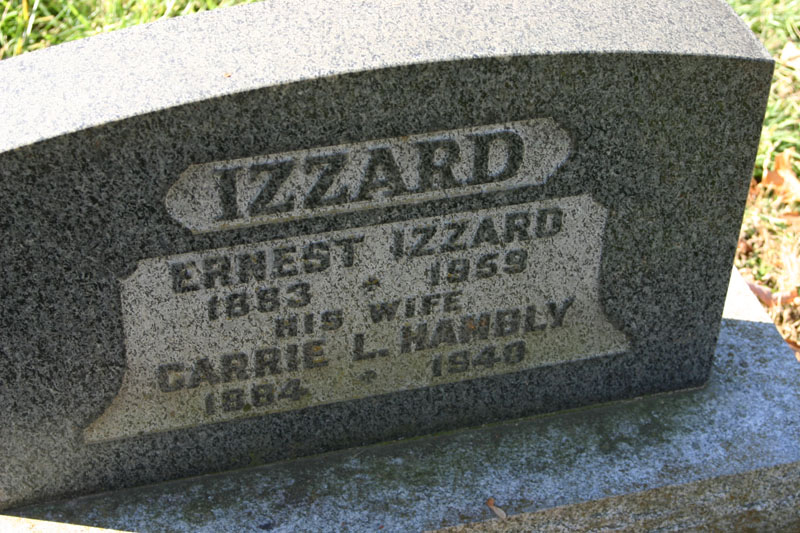 IZZARD
ERNEST IZZARD
1883 • 1959
HIS WIFE
CARRIE L. HAMBLY
1884 • 1940